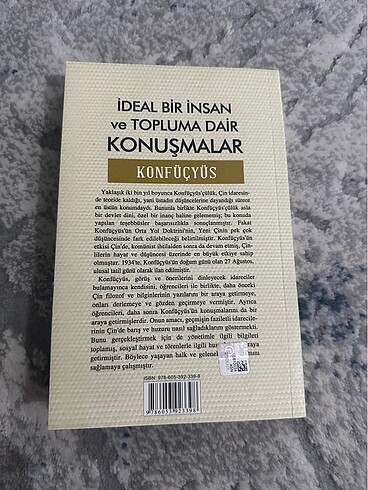 İDEAL BİR İNSAN
ve TOPLUMA DAİR
KONUŞMALAR
KONFÜÇYÜS
Yaklaşık iki bin yıl boyunca Konfüçyüs'çülük, Çin idaresin-
de teoride kaldığı, yani üstadın düşüncelerine dayandığı sürece
en üstün konumdaydı. Bununla birlikte Konfüçyüs'çülük asla
bir devlet dini, özel bir inanç haline gelememiş; bu konuda
yapılan teşebbüsler başarısızlıkla sonuçlanmıştır. Fakat
Konfüçyüs'ün Orta Yol Doktrini'nin, Yeni Çinin pek çok
düşüncesinde fark edilebileceği belirtilmiştir. Konfüçyüs'ün
etkisi Çin'de, komünist ihtilalden sonra da devam etmiş, Çin-
lilerin hayat ve düşüncesi üzerinde en büyük etkiye sahip
olmuştur. 1934'te, Konfüçyüs'ün doğum günü olan 27 Ağustos,
ulusal tatil günü olarak ilan edilmiştir.
Konfüçyüs, görüş ve önerilerini dinleyecek idareciler
bulamayınca kendisini, öğrencileri ile birlikte, daha önceki
Çin filozof ve bilginlerinin yazılarını bir araya getirmeye,
onları derlemeye ve gözden geçirmeye vermiştir. Ayrıca
öğrencileri, daha sonra Konfüçyüs'ün konuşmalarını da bir
araya getirmişlerdir. Onun amacı, geçmişin faziletli idarecile-
rinin Çin'de barış ve huzuru nasıl sağladıklarını göstermekti.
Bunu gerçekleştirmek için de yönetimle ilgili bilgileri
toplamış, sosyal hayat ve törenlerle ilgili araya
getirmiştir. Böylece yaşayan halk ve
sağlamaya çalışmıştır.
ISBN: 978-605-392-339-8
9786053923398